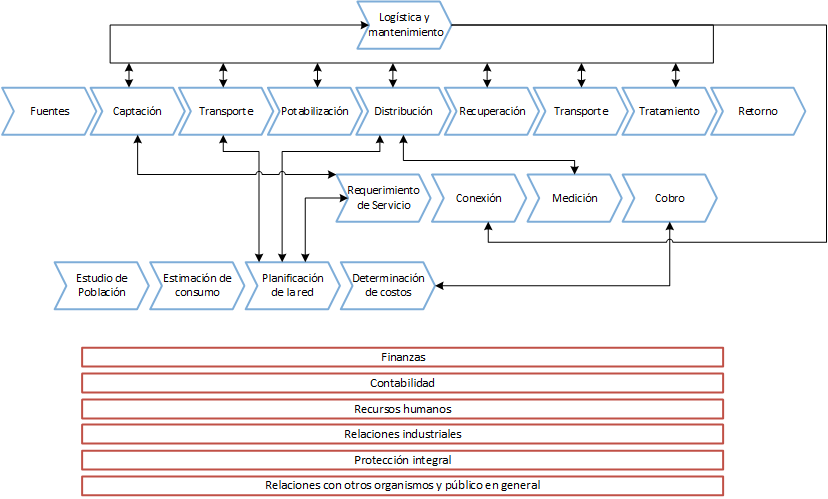 Logística y
mantenimiento
Fuentes
Captación
Transporte
Potabilización
Distribución
Recuperación
Transporte
Tratamiento
Retorno
Requerimiento
de Servicio
Conexión
Medición
Cobro
Estudio de
Población
Estimación de
consumo
Planificación
de la red
Determinación
de costos
Finanzas
Contabilidad
Recursos humanos
Relaciones industriales
Protección integral
Relaciones con otros organismos y público en general